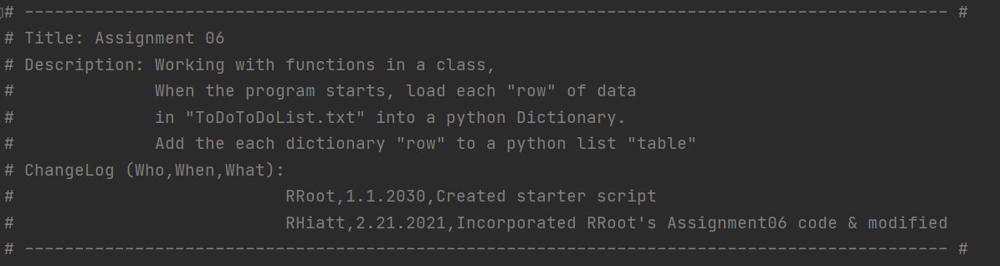 # ------------------------------------------------------------------------------------------- #
# Title: Assignment 06
# Description: Working with functions in a class,
#              When the program starts, load each "row" of data
#              in "ToDoToDoList.txt" into a python Dictionary.
#              Add the each dictionary "row" to a python list "table"
# ChangeLog (Who,When,What):
#                           RRoot,1.1.2030,Created starter script
#                           RHiatt,2.21.2021,Incorporated RRoot's Assignment06 code & modified
# ------------------------------------------------------------------------------------------- #